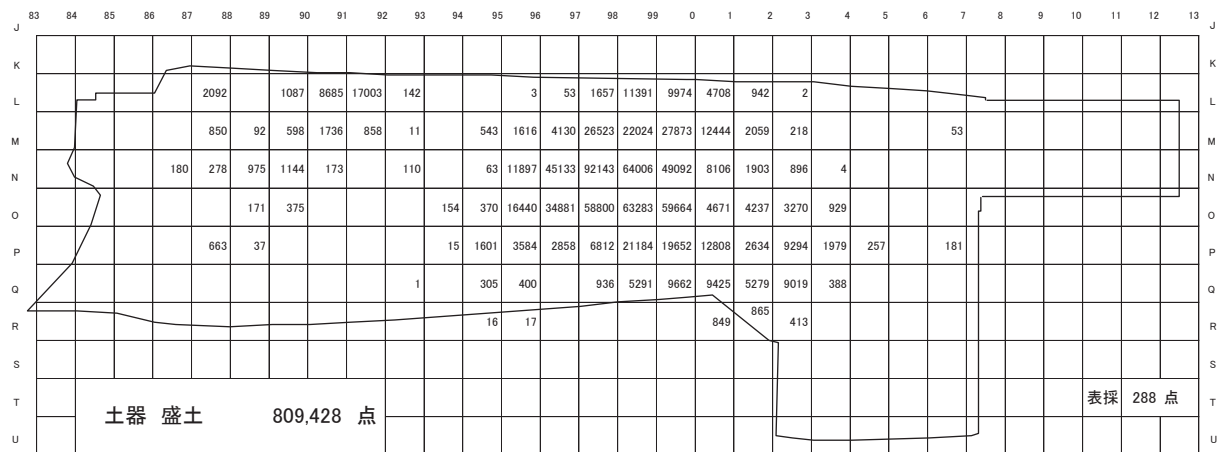 83 84 85 86 87 88 89 90 91 92 93 94 95 96 97 98 99 0 1 2 3 4 5 6 7 8 9 10 11 12 13
J J
K K
L 2092 1087 8685 17003 142 3 53 1657 11391 9974 4708 942 2 L
M 850 92 598 1736 858 11 543 1616 4130 26523 22024 27873 12444 2059 218 53 M
N 180 278 975 1144 173 110 63 11897 45133 92143 64006 49092 8106 1903 896 4 N
O 171 375 154 370 16440 34881 58800 63283 59664 4671 4237 3270 929 O
P 663 37 15 1601 3584 2858 6812 21184 19652 12808 2634 9294 1979 257 181 P
Q 1 305 400 936 5291 9662 9425 5279 9019 388 Q
R 16 17 849 865 413 R
S S
T 土器 盛土 809,428 点 表採 288 点 T
U U